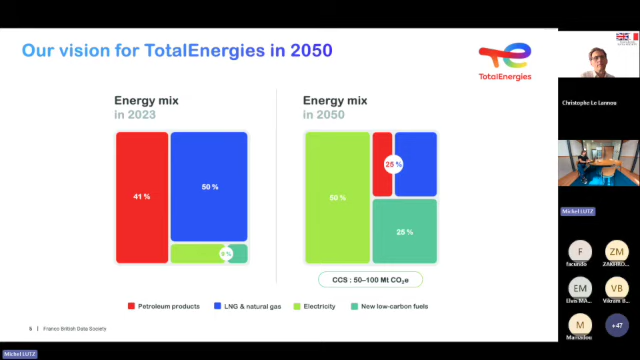 Our vision for TotalEnergies in 2050
TotalEnergies
Energy mix
in 2023
41 %
50 %
9 %
Energy mix
in 2050
50 %
25 %
25 %
CCS : 50–100 Mt CO₂e
Petroleum products
LNG & natural gas
Electricity
New low-carbon fuels
5 | Franco British Data Society
Michel LUTZ
Christophe Le Lannou
Michel LUTZ
F
facundo
ZM
EM
VB
M
+47